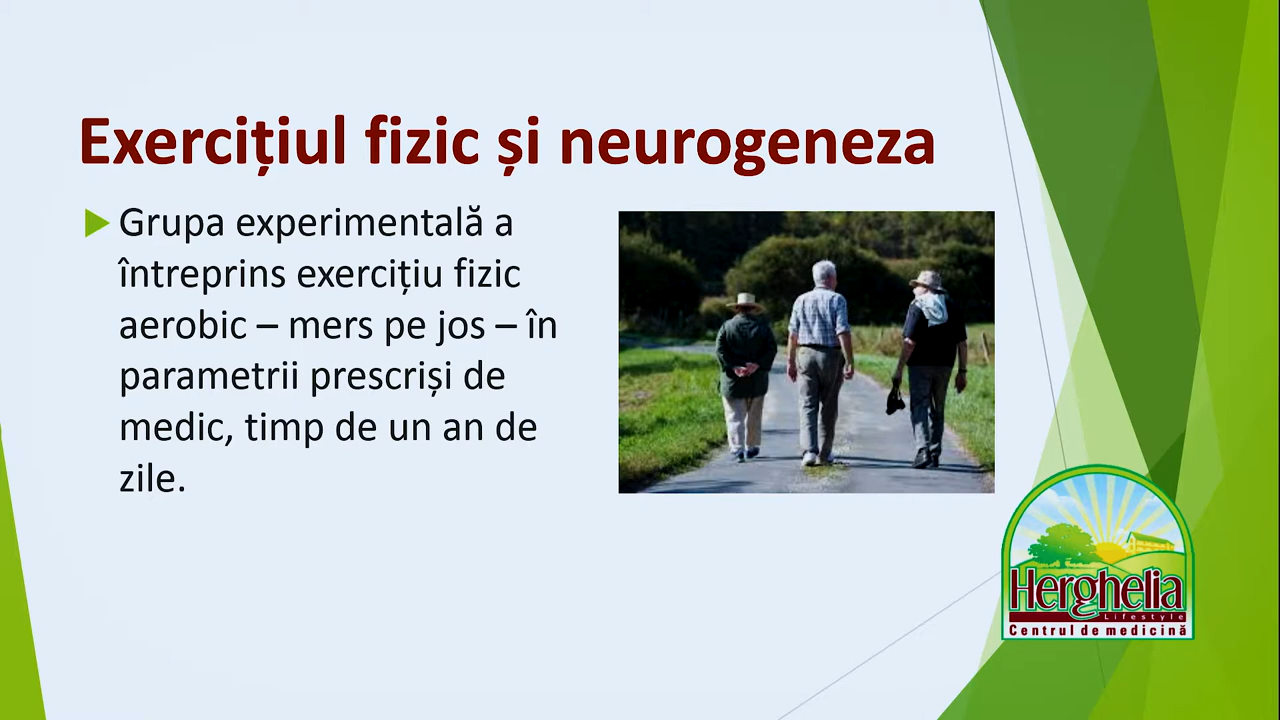 Exercițiul fizic și neurogeneza
Grupa experimentală a
întreprins exercițiu fizic
aerobic – mers pe jos – în
parametrii prescriși de
medic, timp de un an de
zile.
Herghelia
Lifestyle
Centrul de medicină